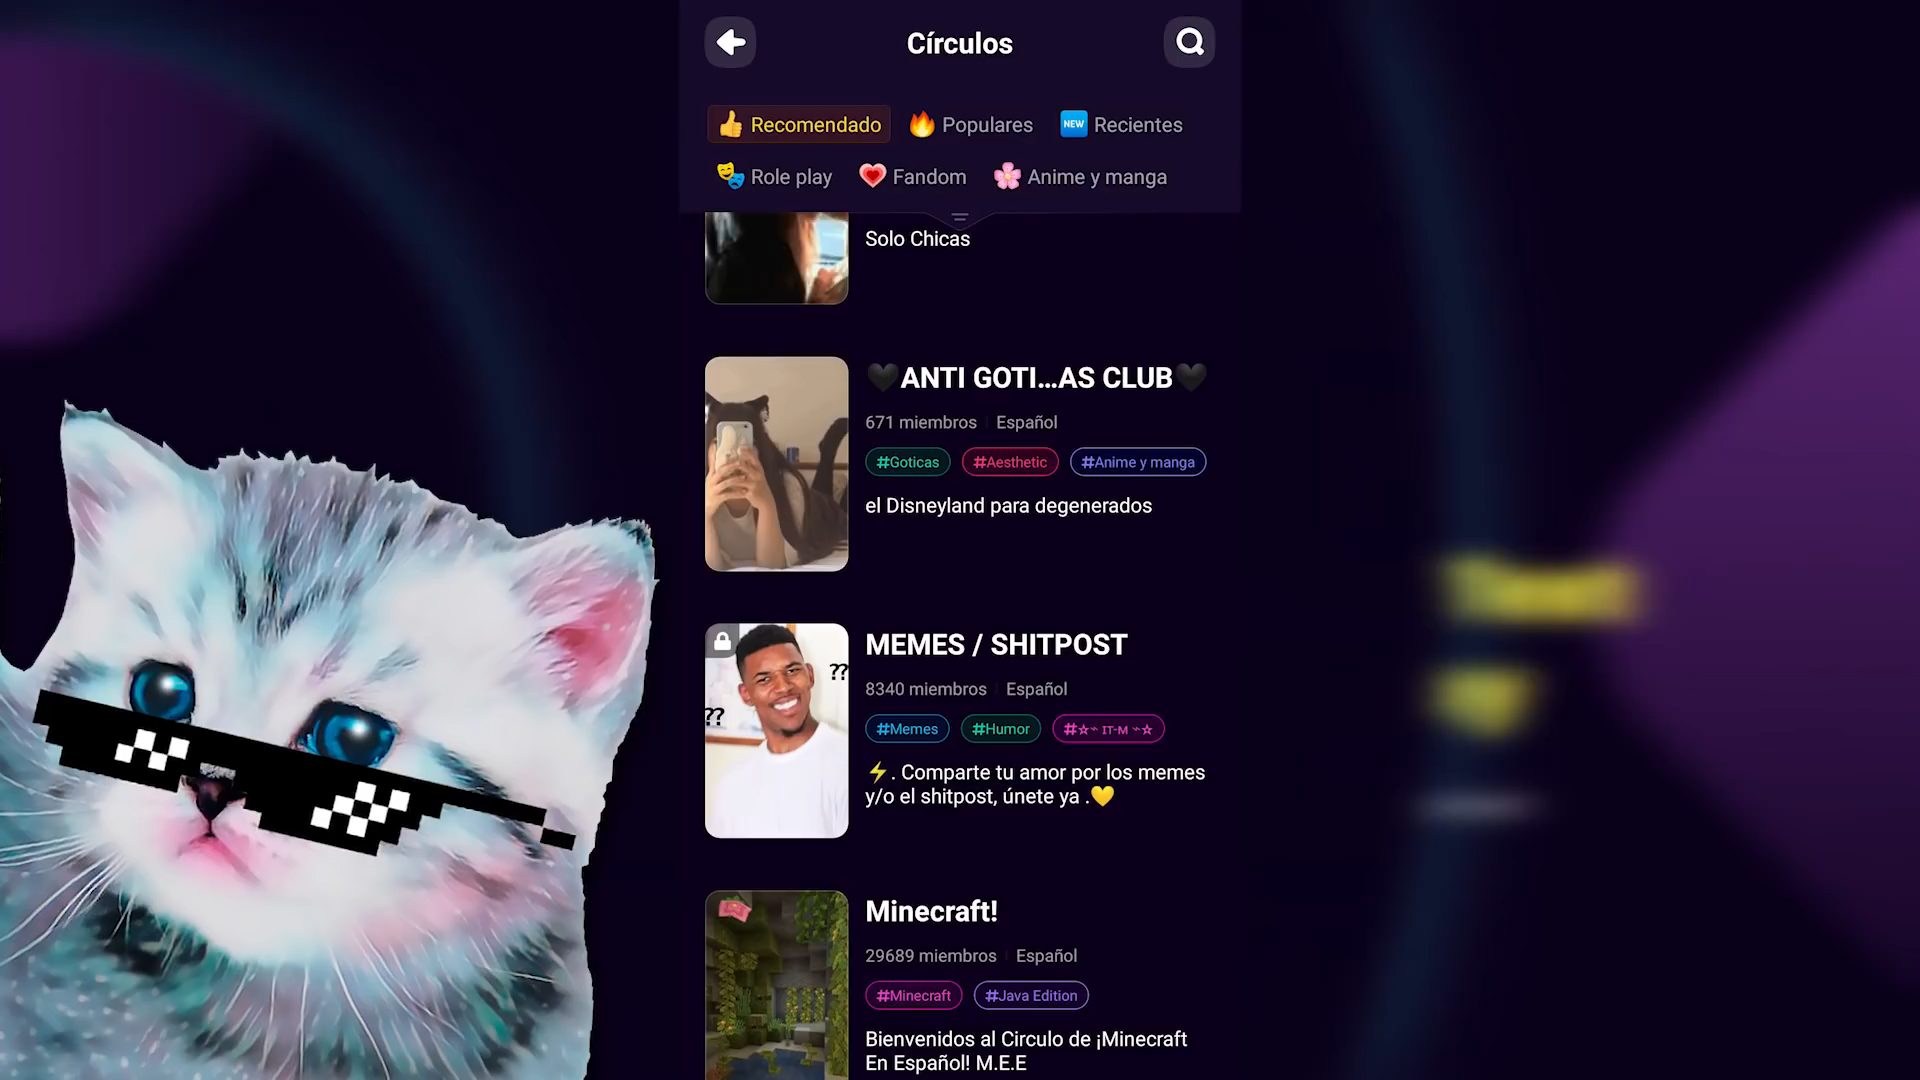 Círculos
👍 Recomendado 🔥 Populares 🆕 Recientes
🎭 Role play 💗 Fandom 🌸 Anime y manga
Solo Chicas
🖤ANTI GOTI...AS CLUB🖤
671 miembros Español
#Goticas #Aesthetic #Anime y manga
el Disneyland para degenerados
MEMES / SHITPOST
8340 miembros Español
??
??
#Memes #Humor #☆~ ɪᴛ-ᴍ ~☆
⚡. Comparte tu amor por los memes
y/o el shitpost, únete ya .💛
Minecraft!
29689 miembros Español
#Minecraft #Java Edition
Bienvenidos al Circulo de ¡Minecraft
En Español! M.E.E